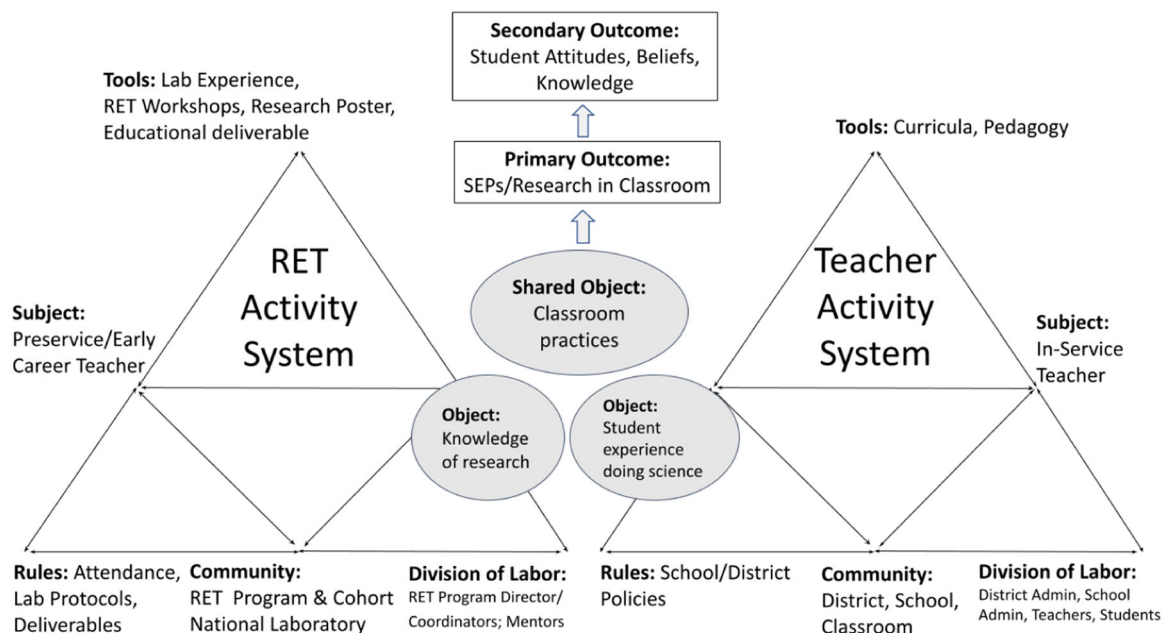 Secondary Outcome:
Student Attitudes, Beliefs,
Knowledge
Tools: Lab Experience,
RET Workshops, Research Poster,
Educational deliverable
Tools: Curricula, Pedagogy
Primary Outcome:
SEPs/Research in Classroom
RET
Activity
System
Teacher
Activity
System
Shared Object:
Classroom
practices
Subject:
Preservice/Early
Career Teacher
Subject:
In-Service
Teacher
Object:
Knowledge
of research
Object:
Student
experience
doing science
Rules: Attendance,
Lab Protocols,
Deliverables
Community:
RET Program & Cohort
National Laboratory
Division of Labor:
RET Program Director/
Coordinators; Mentors
Rules: School/District
Policies
Community:
District, School,
Classroom
Division of Labor:
District Admin, School
Admin, Teachers, Students